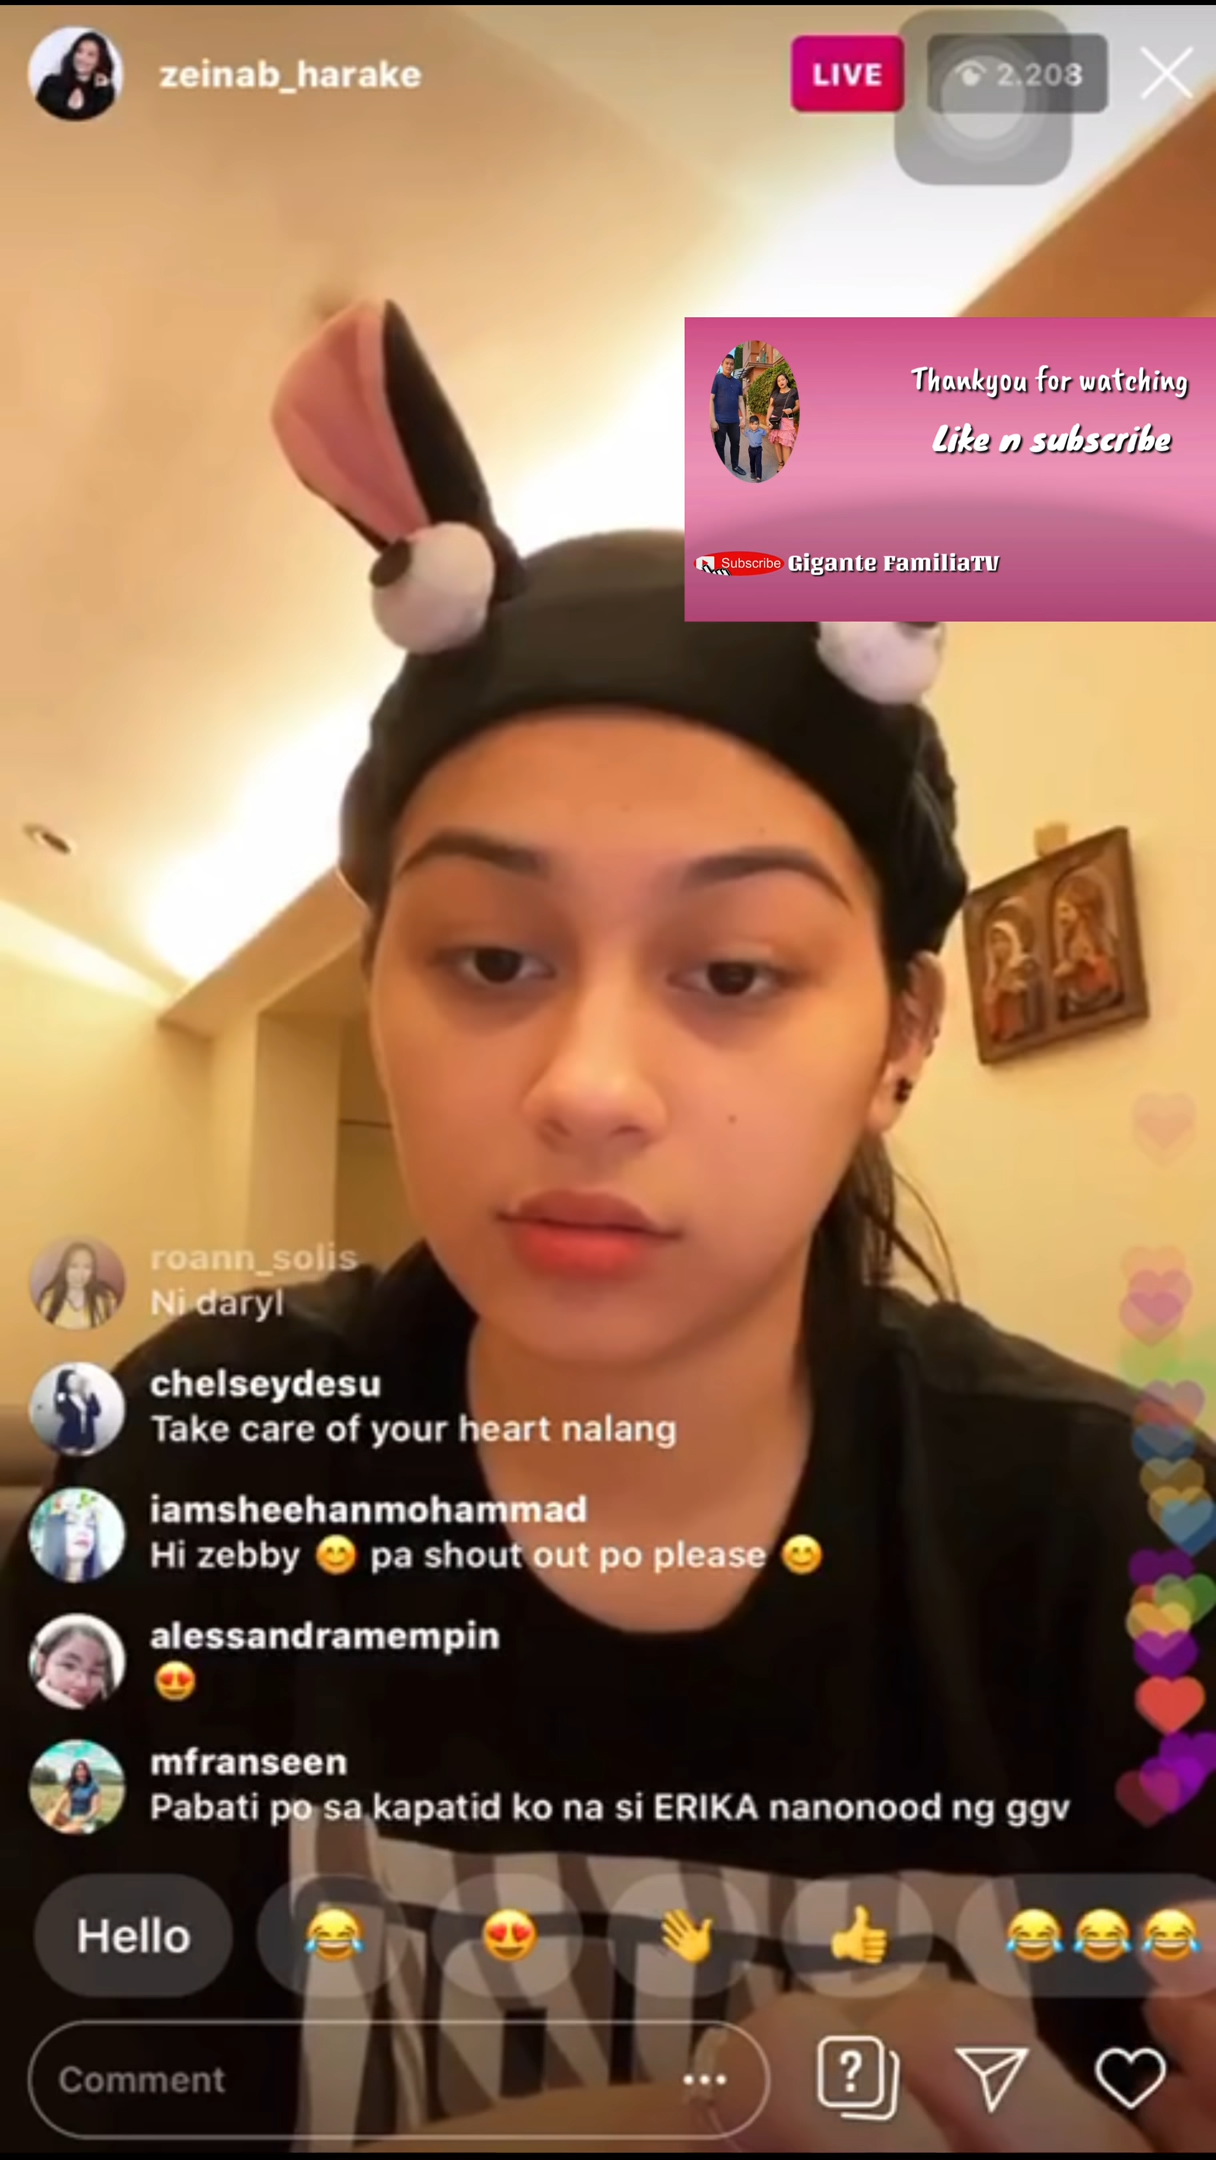 zeinab_harake
LIVE
2.208
Thankyou for watching
Like n subscribe
Subscribe
Gigante FamiliaTV
roann_solis
Ni daryl
chelseydesu
Take care of your heart nalang
iamsheehanmohammad
Hi zebby 😊 pa shout out po please 😊
alessandramempin
😍
mfranseen
Pabati po sa kapatid ko na si ERIKA nanonood ng ggv
Hello 😂 😍 👋 👍 😂😂😂
Comment